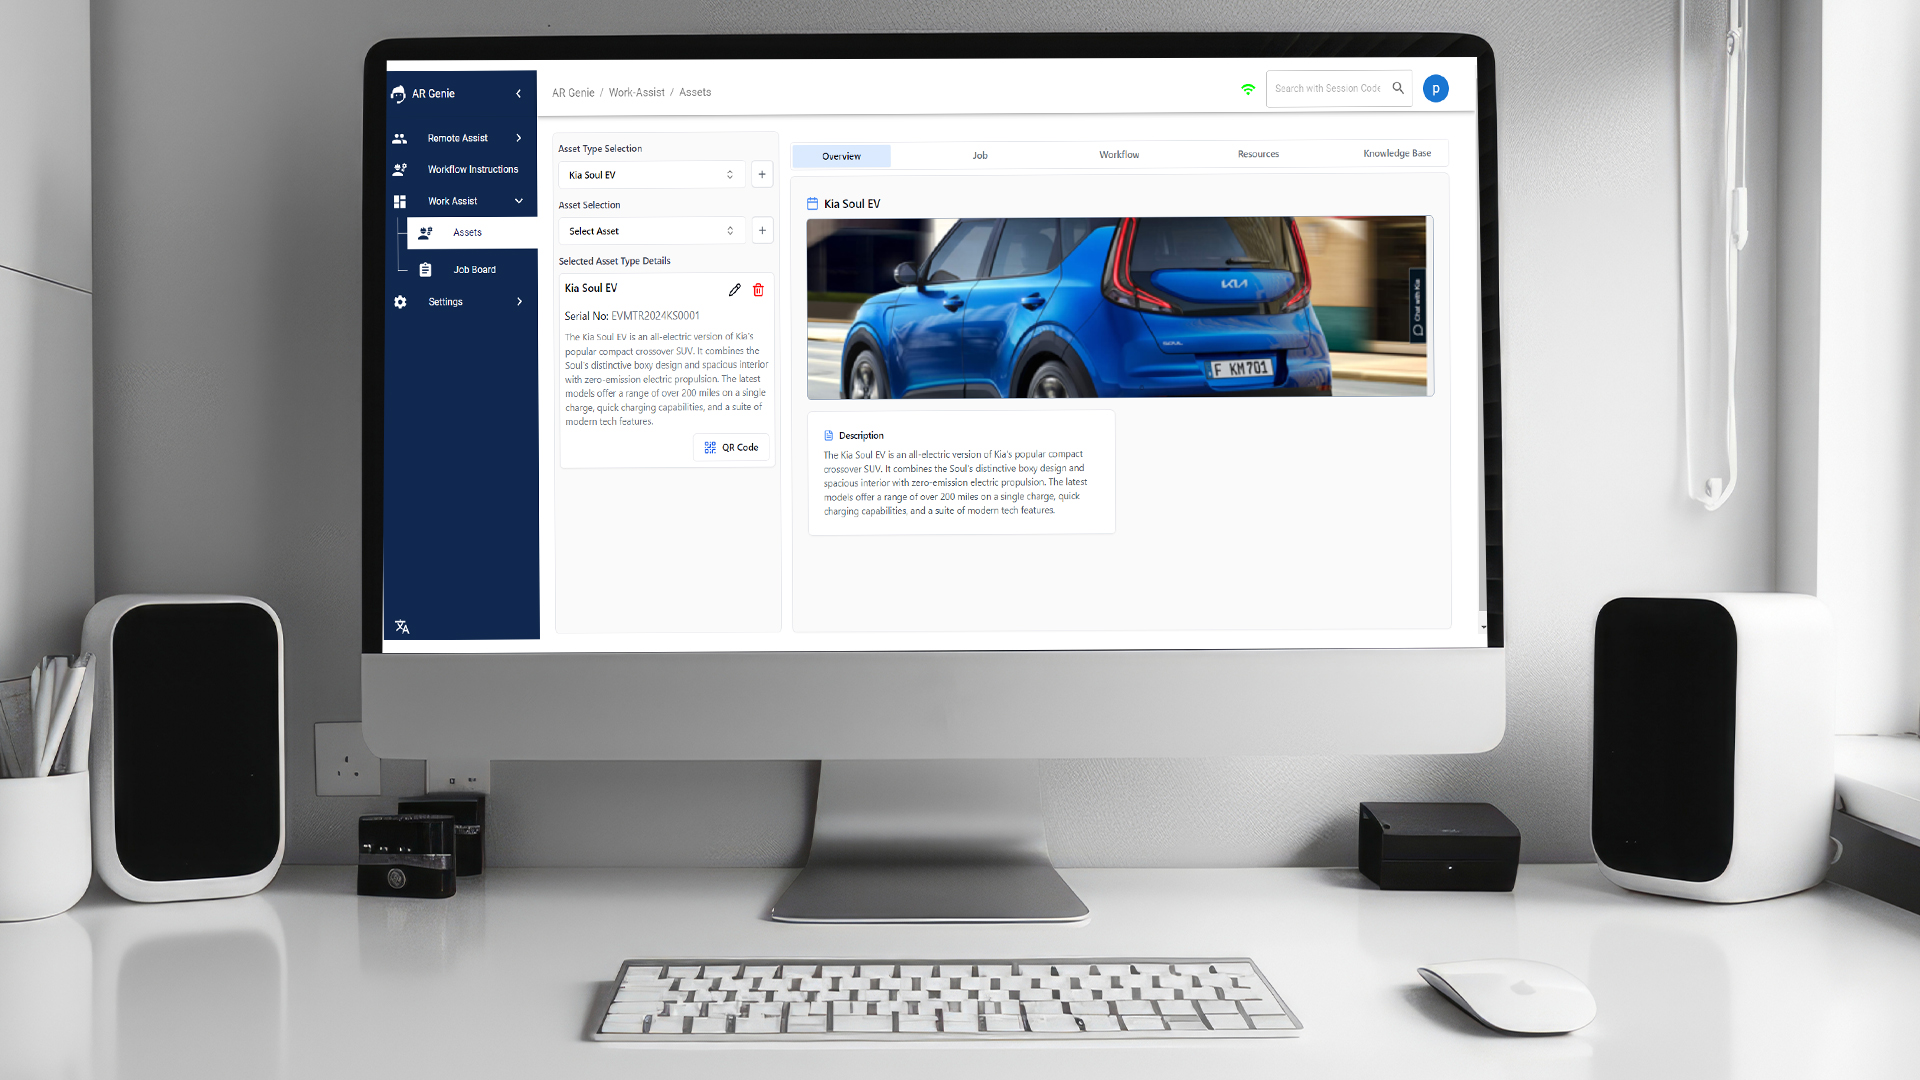 AR Genie
Remote Assist
Workflow Instructions
Work Assist
Assets
Job Board
Settings
AR Genie / Work-Assist / Assets
Search with Session Code
p
Asset Type Selection
Kia Soul EV
Asset Selection
Select Asset
Selected Asset Type Details
Kia Soul EV
Serial No: EVMTR2024KS0001
The Kia Soul EV is an all-electric version of Kia's
popular compact crossover SUV. It combines the
Soul's distinctive boxy design and spacious interior
with zero-emission electric propulsion. The latest
models offer a range of over 200 miles on a single
charge, quick charging capabilities, and a suite of
modern tech features.
QR Code
Overview
Job
Workflow
Resources
Knowledge Base
Kia Soul EV
KIA
SOUL
F KM701
Chat with Kia
Description
The Kia Soul EV is an all-electric version of Kia's popular compact
crossover SUV. It combines the Soul's distinctive boxy design and
spacious interior with zero-emission electric propulsion. The latest
models offer a range of over 200 miles on a single charge, quick
charging capabilities, and a suite of modern tech features.